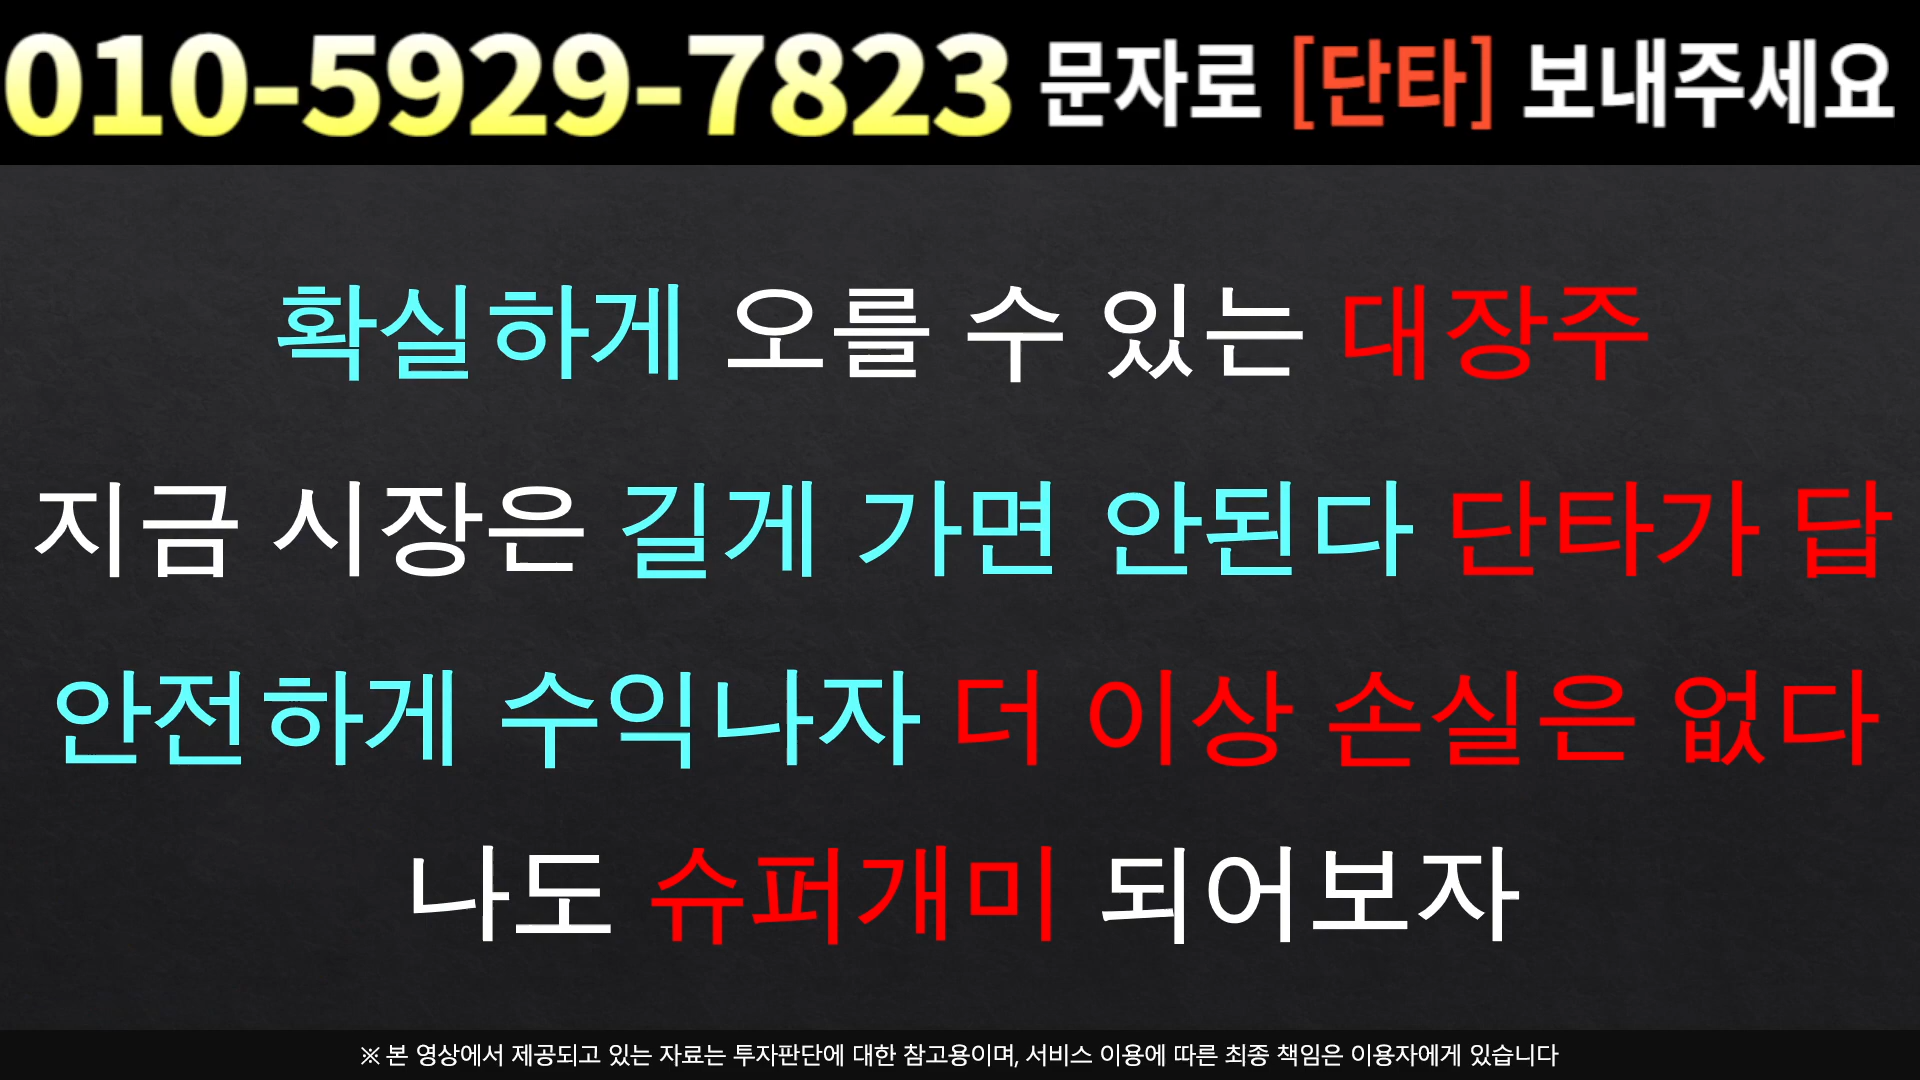 010-5929-7823 문자로 [단타] 보내주세요
확실하게 오를 수 있는 대장주
지금 시장은 길게 가면 안된다 단타가 답
안전하게 수익나자 더 이상 손실은 없다
나도 슈퍼개미 되어보자
※ 본 영상에서 제공되고 있는 자료는 투자판단에 대한 참고용이며, 서비스 이용에 따른 최종 책임은 이용자에게 있습니다